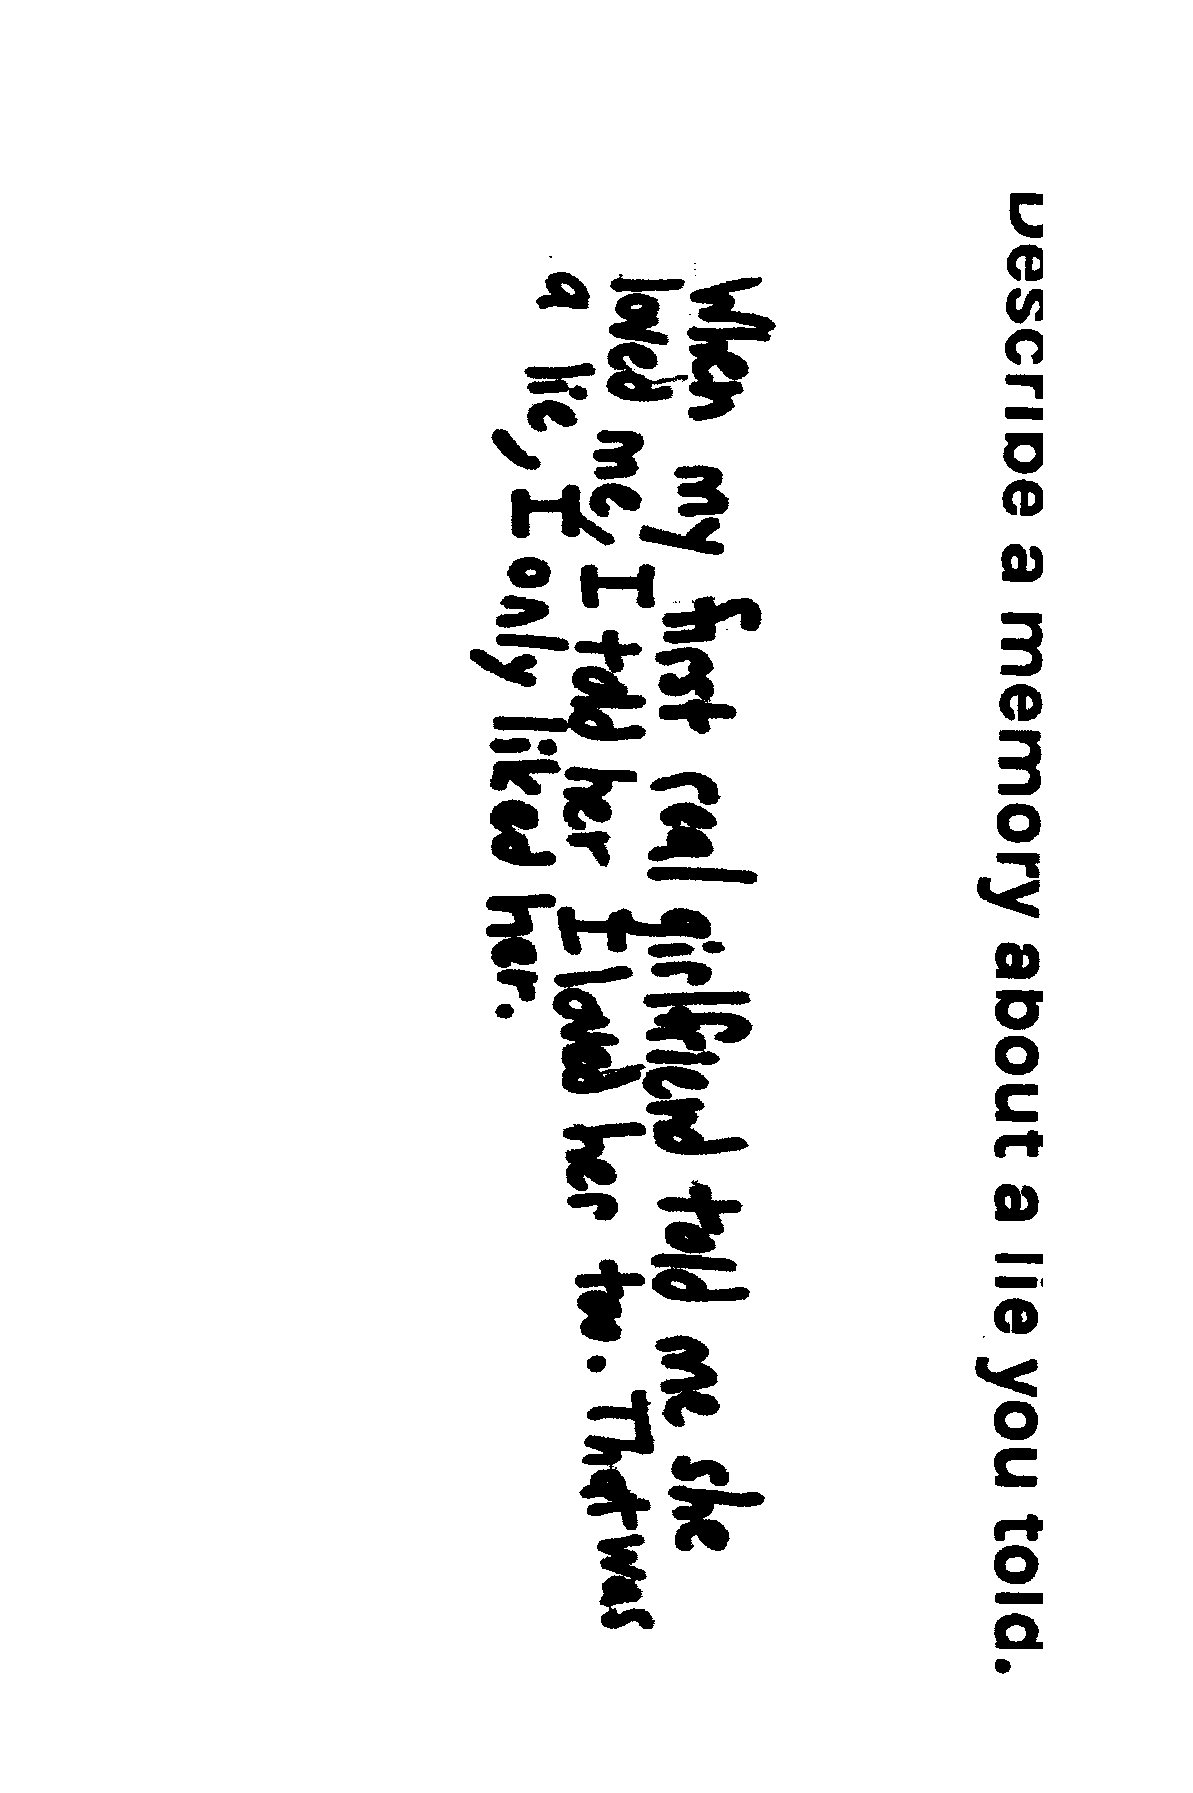 Describe a memory about a lie you told.
When my first real girlfriend told me she
loved me, I told her I loved her too. That was
a lie, I only liked her.